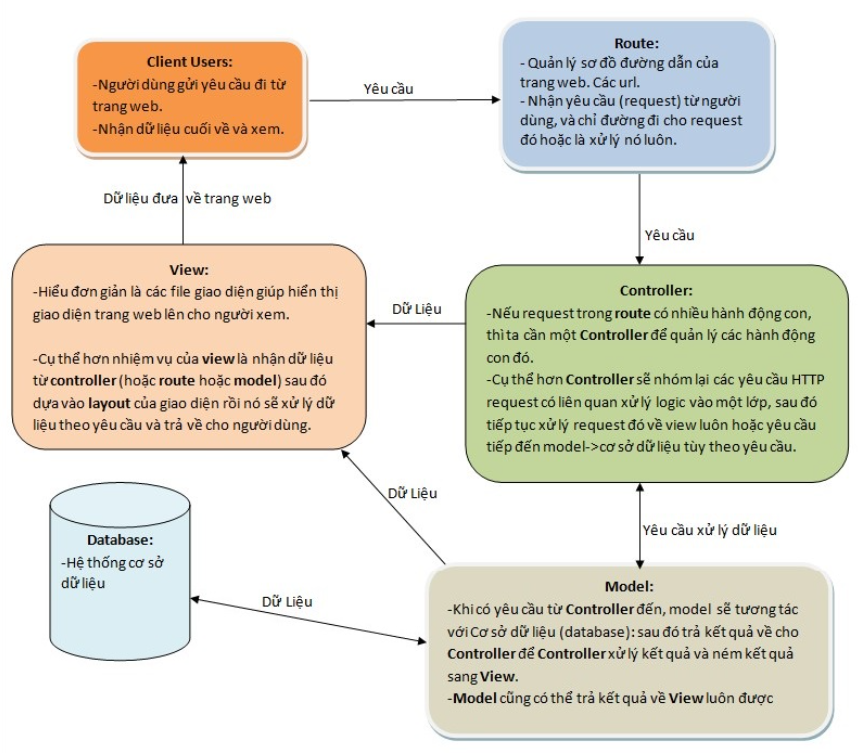 Client Users:
-Người dùng gửi yêu cầu đi từ
trang web.
-Nhận dữ liệu cuối về và xem.
Yêu cầu
Route:
- Quản lý sơ đồ đường dẫn của
trang web. Các url.
- Nhận yêu cầu (request) từ người
dùng, và chỉ đường đi cho request
đó hoặc là xử lý nó luôn.
Dữ liệu đưa về trang web
Yêu cầu
View:
-Hiểu đơn giản là các file giao diện giúp hiển thị
giao diện trang web lên cho người xem.
-Cụ thể hơn nhiệm vụ của view là nhận dữ liệu
từ controller (hoặc route hoặc model) sau đó
dựa vào layout của giao diện rồi nó sẽ xử lý dữ
liệu theo yêu cầu và trả về cho người dùng.
Dữ Liệu
Controller:
-Nếu request trong route có nhiều hành động con,
thì ta cần một Controller để quản lý các hành động
con đó.
-Cụ thể hơn Controller sẽ nhóm lại các yêu cầu HTTP
request có liên quan xử lý logic vào một lớp, sau đó
tiếp tục xử lý request đó về view luôn hoặc yêu cầu
tiếp đến model->cơ sở dữ liệu tùy theo yêu cầu.
Dữ Liệu
Yêu cầu xử lý dữ liệu
Database:
-Hệ thống cơ sở
dữ liệu
Dữ Liệu
Model:
-Khi có yêu cầu từ Controller đến, model sẽ tương tác
với Cơ sở dữ liệu (database): sau đó trả kết quả về cho
Controller để Controller xử lý kết quả và ném kết quả
sang View.
-Model cũng có thể trả kết quả về View luôn được